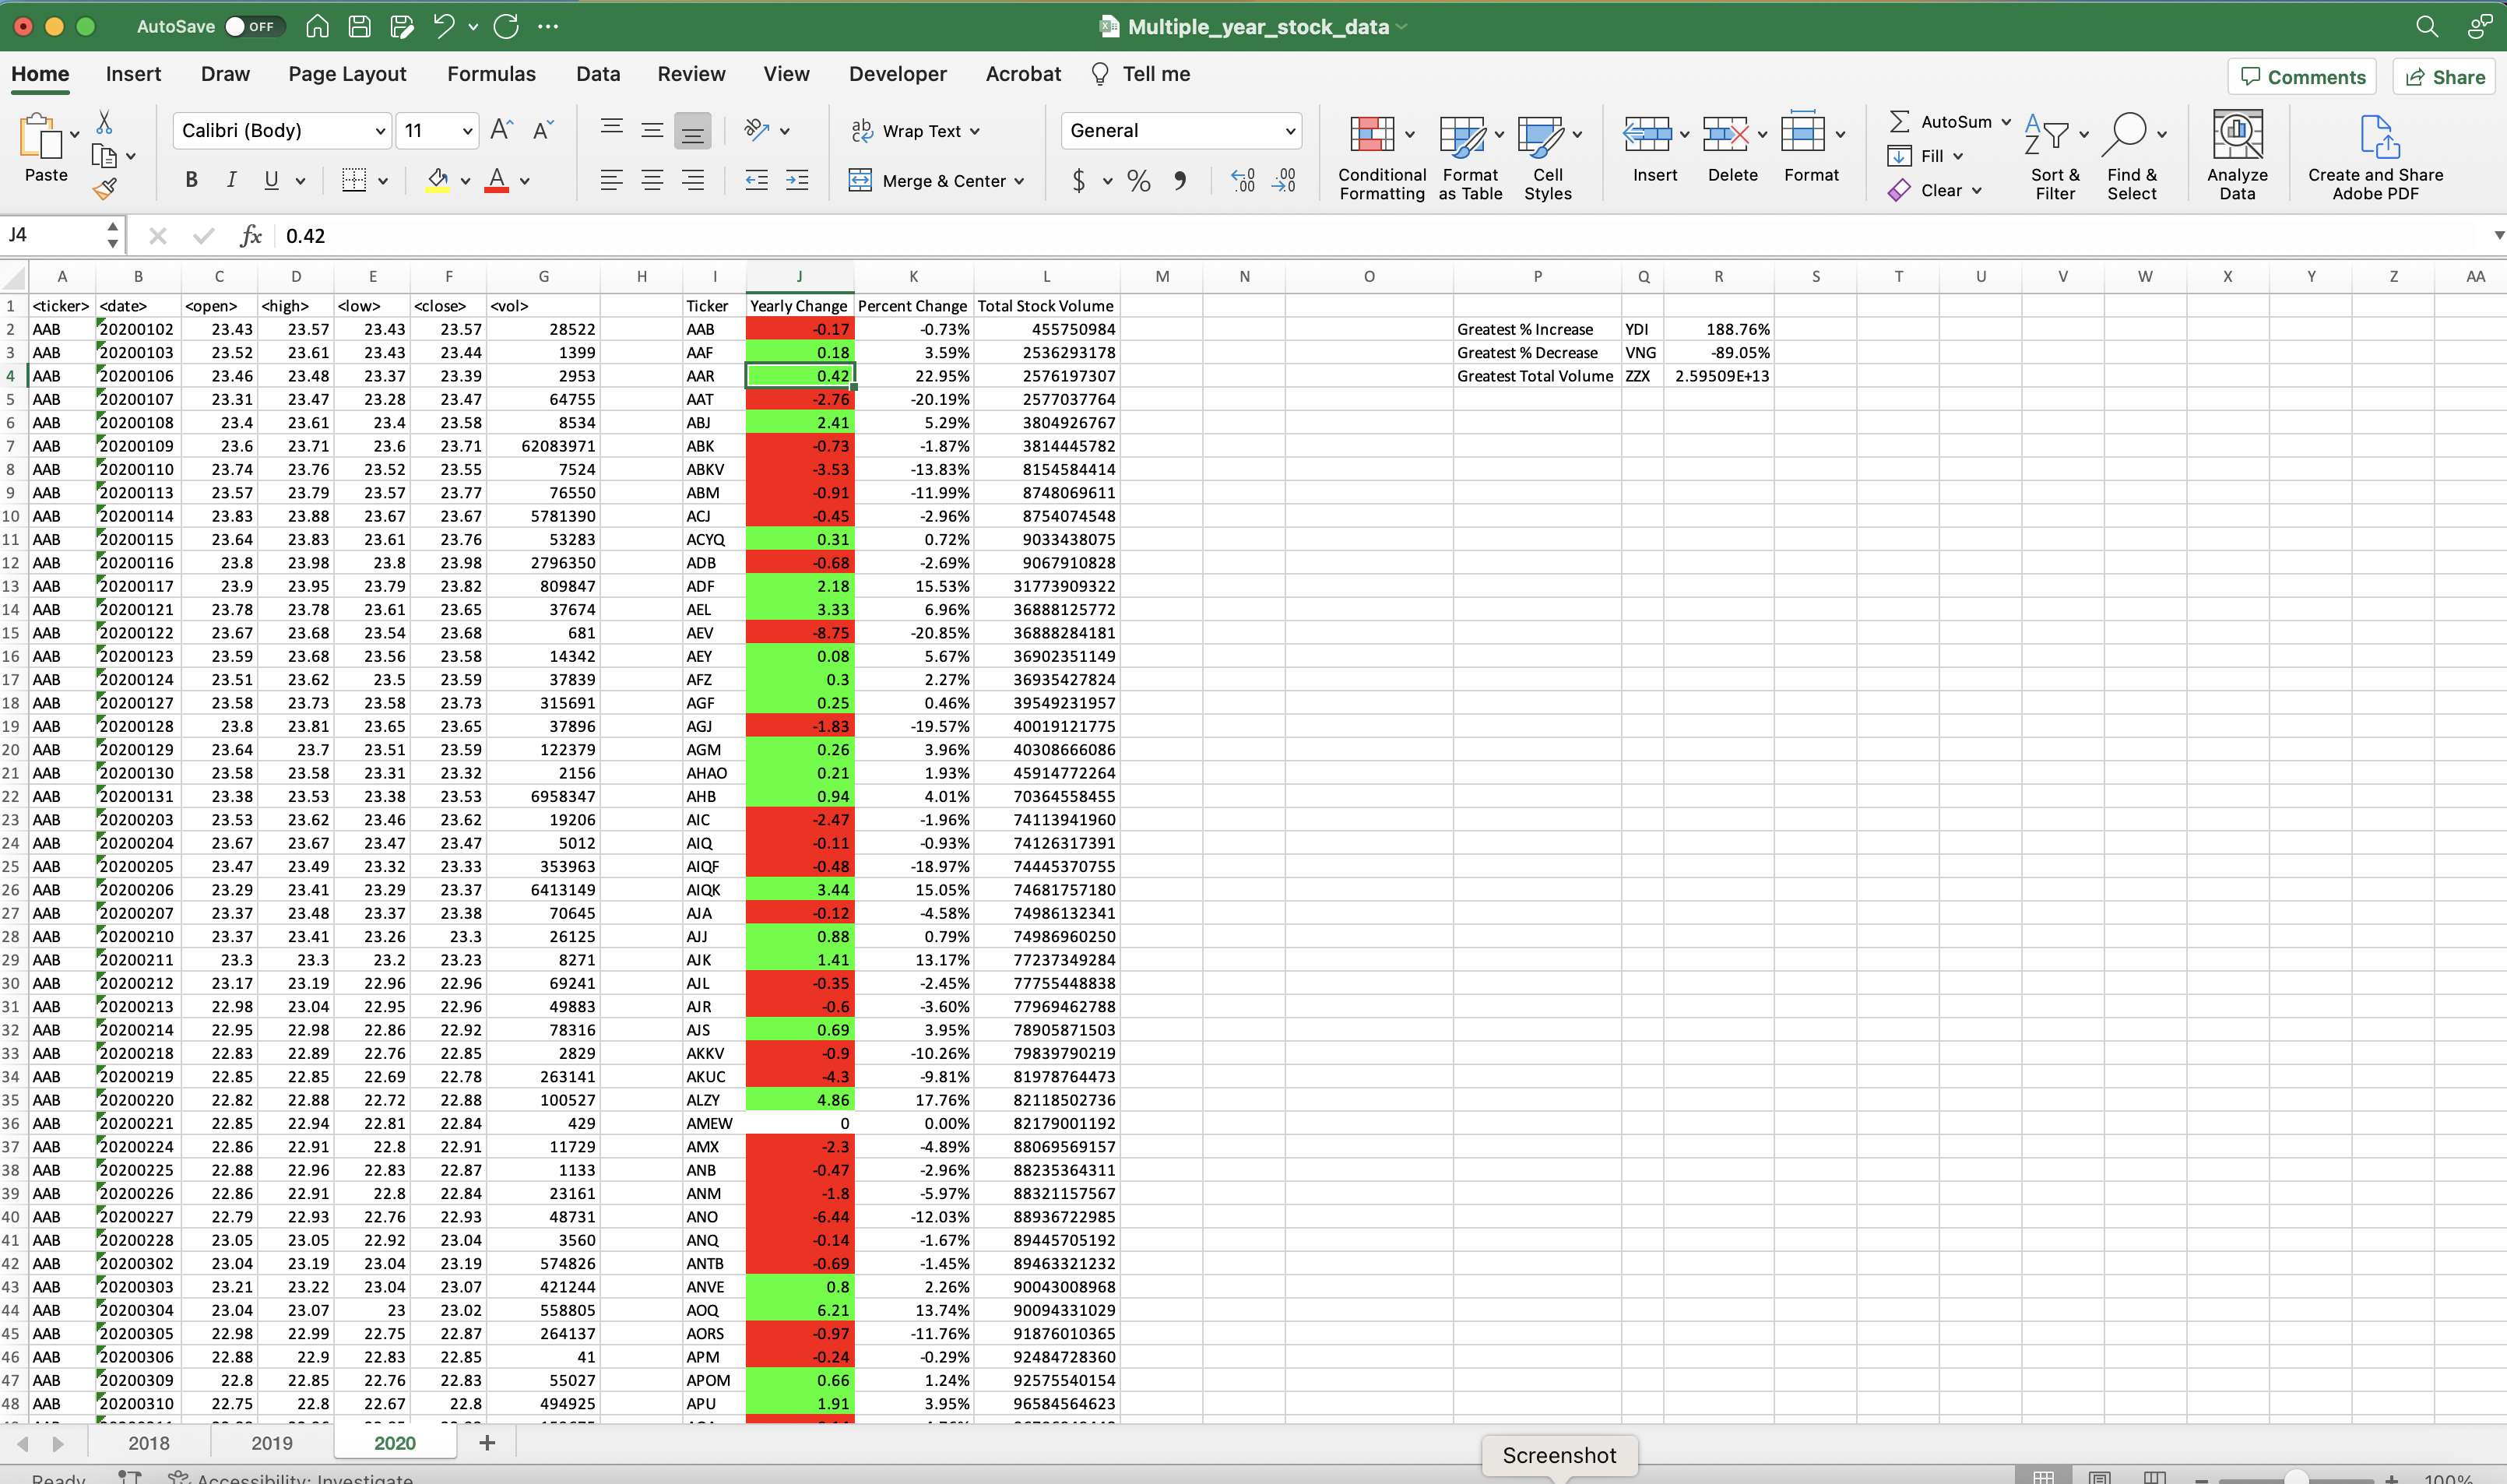 AutoSave OFF Multiple_year_stock_data
Home Insert Draw Page Layout Formulas Data Review View Developer Acrobat Tell me Comments Share
Paste Calibri (Body) 11 A^ A˅ Wrap Text General Conditional Formatting Format as Table Cell Styles Insert Delete Format AutoSum Fill Clear Sort & Filter Find & Select Analyze Data Create and Share Adobe PDF
B I U A Merge & Center $ %
J4 fx 0.42
A B C D E F G H I J K L M N O P Q R S T U V W X Y Z AA
1 <ticker> <date> <open> <high> <low> <close> <vol> Ticker Yearly Change Percent Change Total Stock Volume
2 AAB 20200102 23.43 23.57 23.43 23.57 28522 AAB -0.17 -0.73% 455750984 Greatest % Increase YDI 188.76%
3 AAB 20200103 23.52 23.61 23.43 23.44 1399 AAF 0.18 3.59% 2536293178 Greatest % Decrease VNG -89.05%
4 AAB 20200106 23.46 23.48 23.37 23.39 2953 AAR 0.42 22.95% 2576197307 Greatest Total Volume ZZX 2.59509E+13
5 AAB 20200107 23.31 23.47 23.28 23.47 64755 AAT -2.76 -20.19% 2577037764
6 AAB 20200108 23.4 23.61 23.4 23.58 8534 ABJ 2.41 5.29% 3804926767
7 AAB 20200109 23.6 23.71 23.6 23.71 62083971 ABK -0.73 -1.87% 3814445782
8 AAB 20200110 23.74 23.76 23.52 23.55 7524 ABKV -3.53 -13.83% 8154584414
9 AAB 20200113 23.57 23.79 23.57 23.77 76550 ABM -0.91 -11.99% 8748069611
10 AAB 20200114 23.83 23.88 23.67 23.67 5781390 ACJ -0.45 -2.96% 8754074548
11 AAB 20200115 23.64 23.83 23.61 23.76 53283 ACYQ 0.31 0.72% 9033438075
12 AAB 20200116 23.8 23.98 23.8 23.98 2796350 ADB -0.68 -2.69% 9067910828
13 AAB 20200117 23.9 23.95 23.79 23.82 809847 ADF 2.18 15.53% 31773909322
14 AAB 20200121 23.78 23.78 23.61 23.65 37674 AEL 3.33 6.96% 36888125772
15 AAB 20200122 23.67 23.68 23.54 23.68 681 AEV -8.75 -20.85% 36888284181
16 AAB 20200123 23.59 23.68 23.56 23.58 14342 AEY 0.08 5.67% 36902351149
17 AAB 20200124 23.51 23.62 23.5 23.59 37839 AFZ 0.3 2.27% 36935427824
18 AAB 20200127 23.58 23.73 23.58 23.73 315691 AGF 0.25 0.46% 39549231957
19 AAB 20200128 23.8 23.81 23.65 23.65 37896 AGJ -1.83 -19.57% 40019121775
20 AAB 20200129 23.64 23.7 23.51 23.59 122379 AGM 0.26 3.96% 40308666086
21 AAB 20200130 23.58 23.58 23.31 23.32 2156 AHAO 0.21 1.93% 45914772264
22 AAB 20200131 23.38 23.53 23.38 23.53 6958347 AHB 0.94 4.01% 70364558455
23 AAB 20200203 23.53 23.62 23.46 23.62 19206 AIC -2.47 -1.96% 74113941960
24 AAB 20200204 23.67 23.67 23.47 23.47 5012 AIQ -0.11 -0.93% 74126317391
25 AAB 20200205 23.47 23.49 23.32 23.33 353963 AIQF -0.48 -18.97% 74445370755
26 AAB 20200206 23.29 23.41 23.29 23.37 6413149 AIQK 3.44 15.05% 74681757180
27 AAB 20200207 23.37 23.48 23.37 23.38 70645 AJA -0.12 -4.58% 74986132341
28 AAB 20200210 23.37 23.41 23.26 23.3 26125 AJJ 0.88 0.79% 74986960250
29 AAB 20200211 23.3 23.3 23.2 23.23 8271 AJK 1.41 13.17% 77237349284
30 AAB 20200212 23.17 23.19 22.96 22.96 69241 AJL -0.35 -2.45% 77755448838
31 AAB 20200213 22.98 23.04 22.95 22.96 49883 AJR -0.6 -3.60% 77969462788
32 AAB 20200214 22.95 22.98 22.86 22.92 78316 AJS 0.69 3.95% 78905871503
33 AAB 20200218 22.83 22.89 22.76 22.85 2829 AKKV -0.9 -10.26% 79839790219
34 AAB 20200219 22.85 22.85 22.69 22.78 263141 AKUC -4.3 -9.81% 81978764473
35 AAB 20200220 22.82 22.88 22.72 22.88 100527 ALZY 4.86 17.76% 82118502736
36 AAB 20200221 22.85 22.94 22.81 22.84 429 AMEW 0 0.00% 82179001192
37 AAB 20200224 22.86 22.91 22.8 22.91 11729 AMX -2.3 -4.89% 88069569157
38 AAB 20200225 22.88 22.96 22.83 22.87 1133 ANB -0.47 -2.96% 88235364311
39 AAB 20200226 22.86 22.91 22.8 22.84 23161 ANM -1.8 -5.97% 88321157567
40 AAB 20200227 22.79 22.93 22.76 22.93 48731 ANO -6.44 -12.03% 88936722985
41 AAB 20200228 23.05 23.05 22.92 23.04 3560 ANQ -0.14 -1.67% 89445705192
42 AAB 20200302 23.04 23.19 23.04 23.19 574826 ANTB -0.69 -1.45% 89463321232
43 AAB 20200303 23.21 23.22 23.04 23.07 421244 ANVE 0.8 2.26% 90043008968
44 AAB 20200304 23.04 23.07 23 23.02 558805 AOQ 6.21 13.74% 90094331029
45 AAB 20200305 22.98 22.99 22.75 22.87 264137 AORS -0.97 -11.76% 91876010365
46 AAB 20200306 22.88 22.9 22.83 22.85 41 APM -0.24 -0.29% 92484728360
47 AAB 20200309 22.8 22.85 22.76 22.83 55027 APOM 0.66 1.24% 92575540154
48 AAB 20200310 22.75 22.8 22.67 22.8 494925 APU 1.91 3.95% 96584564623
2018 2019 2020 +
Screenshot
Ready Accessibility: Investigate 100%